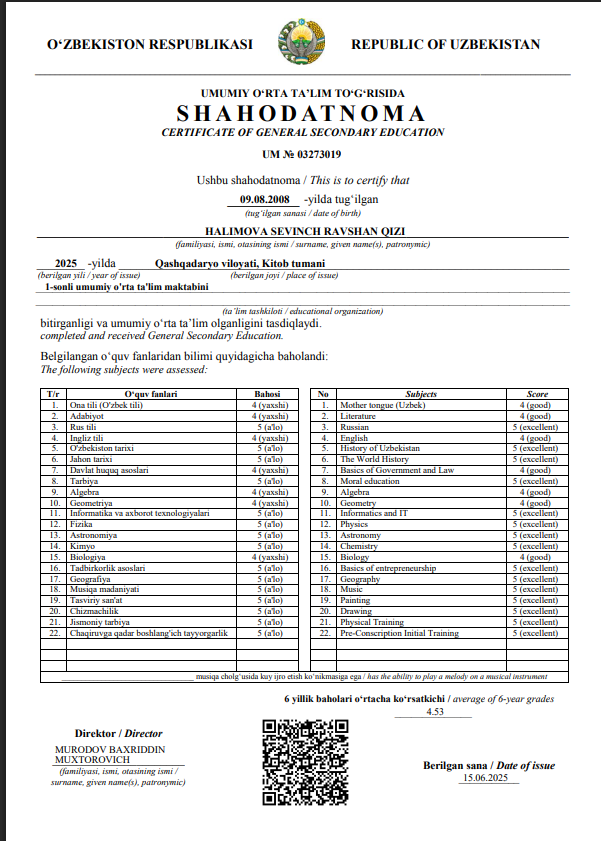 O‘ZBEKISTON RESPUBLIKASI REPUBLIC OF UZBEKISTAN
UMUMIY O‘RTA TA’LIM TO‘G‘RISIDA
SHAHODATNOMA
CERTIFICATE OF GENERAL SECONDARY EDUCATION
UM № 03273019
Ushbu shahodatnoma / This is to certify that
09.08.2008 -yilda tug‘ilgan
(tug‘ilgan sanasi / date of birth)
HALIMOVA SEVINCH RAVSHAN QIZI
(familiyasi, ismi, otasining ismi / surname, given name(s), patronymic)
2025 -yilda Qashqadaryo viloyati, Kitob tumani
(berilgan yili / year of issue) (berilgan joyi / place of issue)
1-sonli umumiy o'rta ta'lim maktabini
(ta’lim tashkiloti / educational organization)
bitirganligi va umumiy o‘rta ta’lim olganligini tasdiqlaydi.
completed and received General Secondary Education.
Belgilangan o‘quv fanlaridan bilimi quyidagicha baholandi:
The following subjects were assessed:
T/r O‘quv fanlari Bahosi No Subjects Score
1. Ona tili (O'zbek tili) 4 (yaxshi) 1. Mother tongue (Uzbek) 4 (good)
2. Adabiyot 4 (yaxshi) 2. Literature 4 (good)
3. Rus tili 5 (a'lo) 3. Russian 5 (excellent)
4. Ingliz tili 4 (yaxshi) 4. English 4 (good)
5. O'zbekiston tarixi 5 (a'lo) 5. History of Uzbekistan 5 (excellent)
6. Jahon tarixi 5 (a'lo) 6. The World History 5 (excellent)
7. Davlat huquq asoslari 4 (yaxshi) 7. Basics of Government and Law 4 (good)
8. Tarbiya 5 (a'lo) 8. Moral education 5 (excellent)
9. Algebra 4 (yaxshi) 9. Algebra 4 (good)
10. Geometriya 4 (yaxshi) 10. Geometry 4 (good)
11. Informatika va axborot texnologiyalari 5 (a'lo) 11. Informatics and IT 5 (excellent)
12. Fizika 5 (a'lo) 12. Physics 5 (excellent)
13. Astronomiya 5 (a'lo) 13. Astronomy 5 (excellent)
14. Kimyo 5 (a'lo) 14. Chemistry 5 (excellent)
15. Biologiya 4 (yaxshi) 15. Biology 4 (good)
16. Tadbirkorlik asoslari 5 (a'lo) 16. Basics of entrepreneurship 5 (excellent)
17. Geografiya 5 (a'lo) 17. Geography 5 (excellent)
18. Musiqa madaniyati 5 (a'lo) 18. Music 5 (excellent)
19. Tasviriy san'at 5 (a'lo) 19. Painting 5 (excellent)
20. Chizmachilik 5 (a'lo) 20. Drawing 5 (excellent)
21. Jismoniy tarbiya 5 (a'lo) 21. Physical Training 5 (excellent)
22. Chaqiruvga qadar boshlang'ich tayyorgarlik 5 (a'lo) 22. Pre-Conscription Initial Training 5 (excellent)
musiqa cholg‘usida kuy ijro etish ko‘nikmasiga ega / has the ability to play a melody on a musical instrument
6 yillik baholari o‘rtacha ko‘rsatkichi / average of 6-year grades
4.53
Direktor / Director
MURODOV BAXRIDDIN
MUXTOROVICH
(familiyasi, ismi, otasining ismi /
surname, given name(s), patronymic)
Berilgan sana / Date of issue
15.06.2025